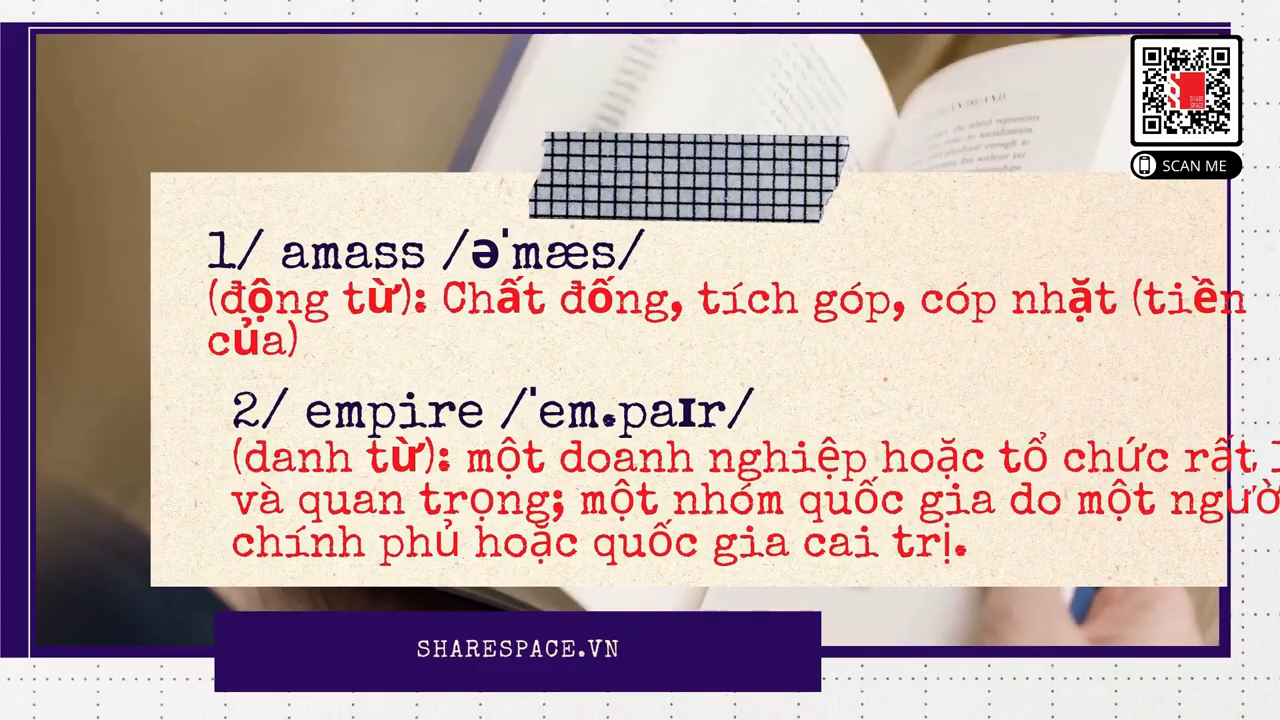 SCAN ME
1/ amass /əˈmæs/
(động từ): Chất đống, tích góp, cóp nhặt (tiền
của)
2/ empire /ˈem.paɪr/
(danh từ): một doanh nghiệp hoặc tổ chức rất
và quan trọng; một nhóm quốc gia do một
chính phủ hoặc quốc gia cai trị.
SHARESPACE.VN